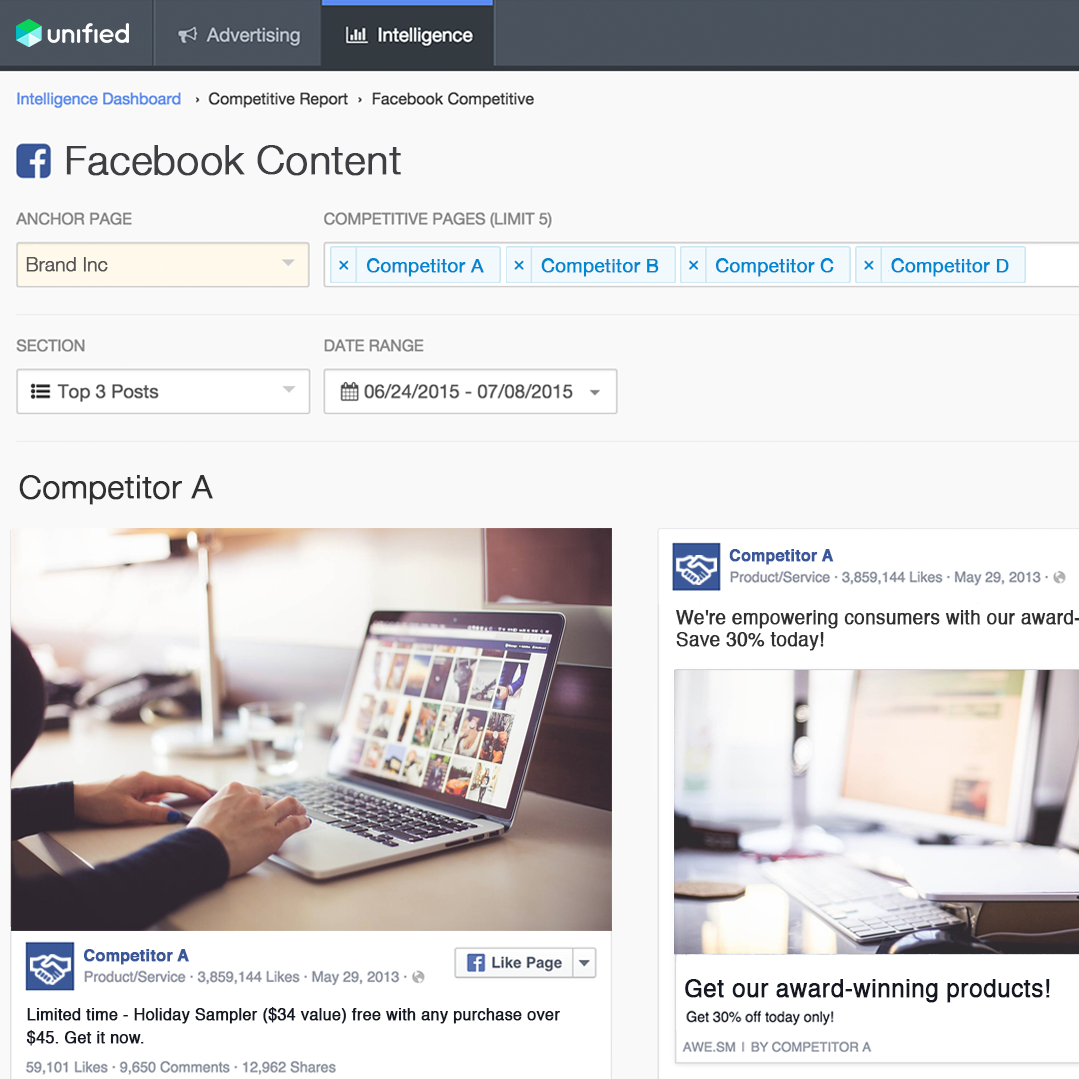 unified
Advertising
Intelligence
Intelligence Dashboard › Competitive Report › Facebook Competitive
Facebook Content
ANCHOR PAGE
COMPETITIVE PAGES (LIMIT 5)
Brand Inc
× Competitor A
× Competitor B
× Competitor C
× Competitor D
SECTION
DATE RANGE
Top 3 Posts
06/24/2015 - 07/08/2015
Competitor A
Competitor A
Product/Service · 3,859,144 Likes · May 29, 2013 ·
Like Page
Limited time - Holiday Sampler ($34 value) free with any purchase over
$45. Get it now.
59,101 Likes · 9,650 Comments · 12,962 Shares
Competitor A
Product/Service · 3,859,144 Likes · May 29, 2013 ·
We're empowering consumers with our award-
Save 30% today!
Get our award-winning products!
Get 30% off today only!
AWE.SM | BY COMPETITOR A